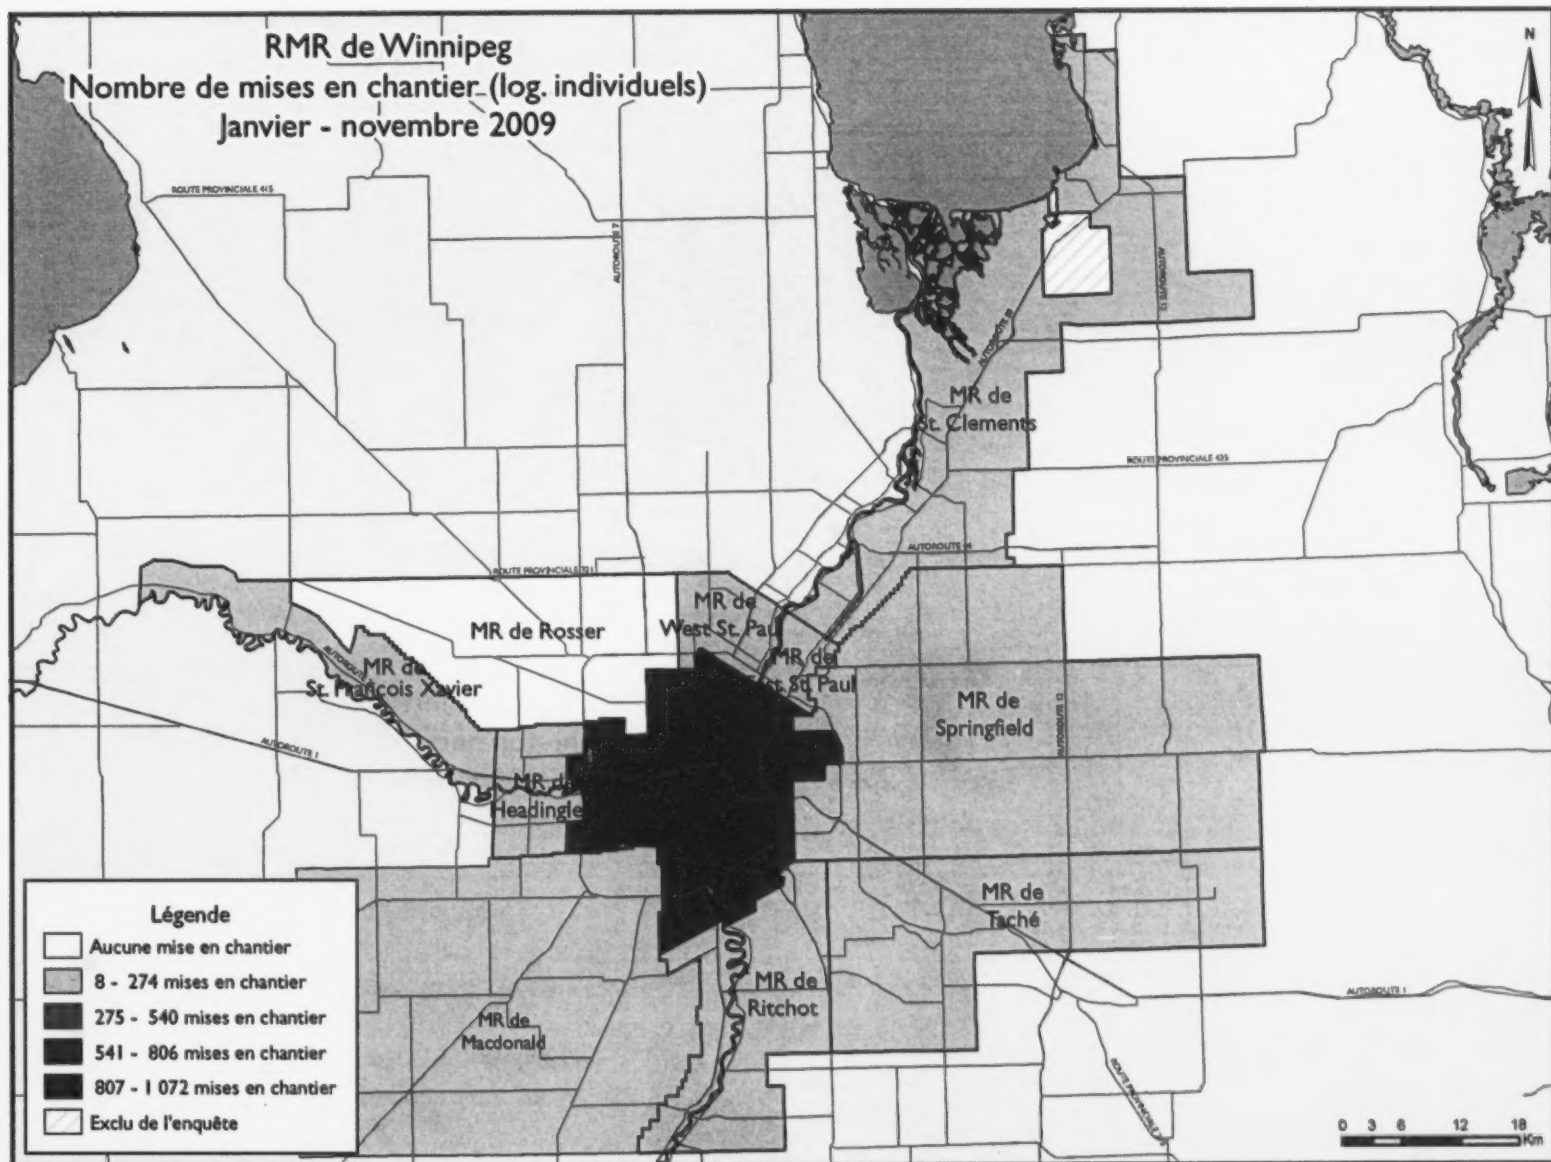 RMR de Winnipeg
Nombre de mises en chantier (log. individuels)
Janvier - novembre 2009
N
ROUTE PROVINCIALE 415
AUTOROUTE 7
AUTOROUTE 12
AUTOROUTE
MR de
St. Clements
ROUTE PROVINCIALE 435
AUTOROUTE 44
ROUTE PROVINCIALE 321
MR de
West St. Paul
MR de Rosser
MR de
East St. Paul
MR de
St. François Xavier
AUTOROUTE
AUTOROUTE 1
MR de
Springfield
AUTOROUTE 12
MR de
Headingle
MR de
Taché
MR de
Ritchot
AUTOROUTE 1
MR de
Macdonald
ROUTE PROVINCIALE
Légende
Aucune mise en chantier
8 - 274 mises en chantier
275 - 540 mises en chantier
541 - 806 mises en chantier
807 - 1 072 mises en chantier
Exclu de l'enquête
0 3 6 12 18
Km